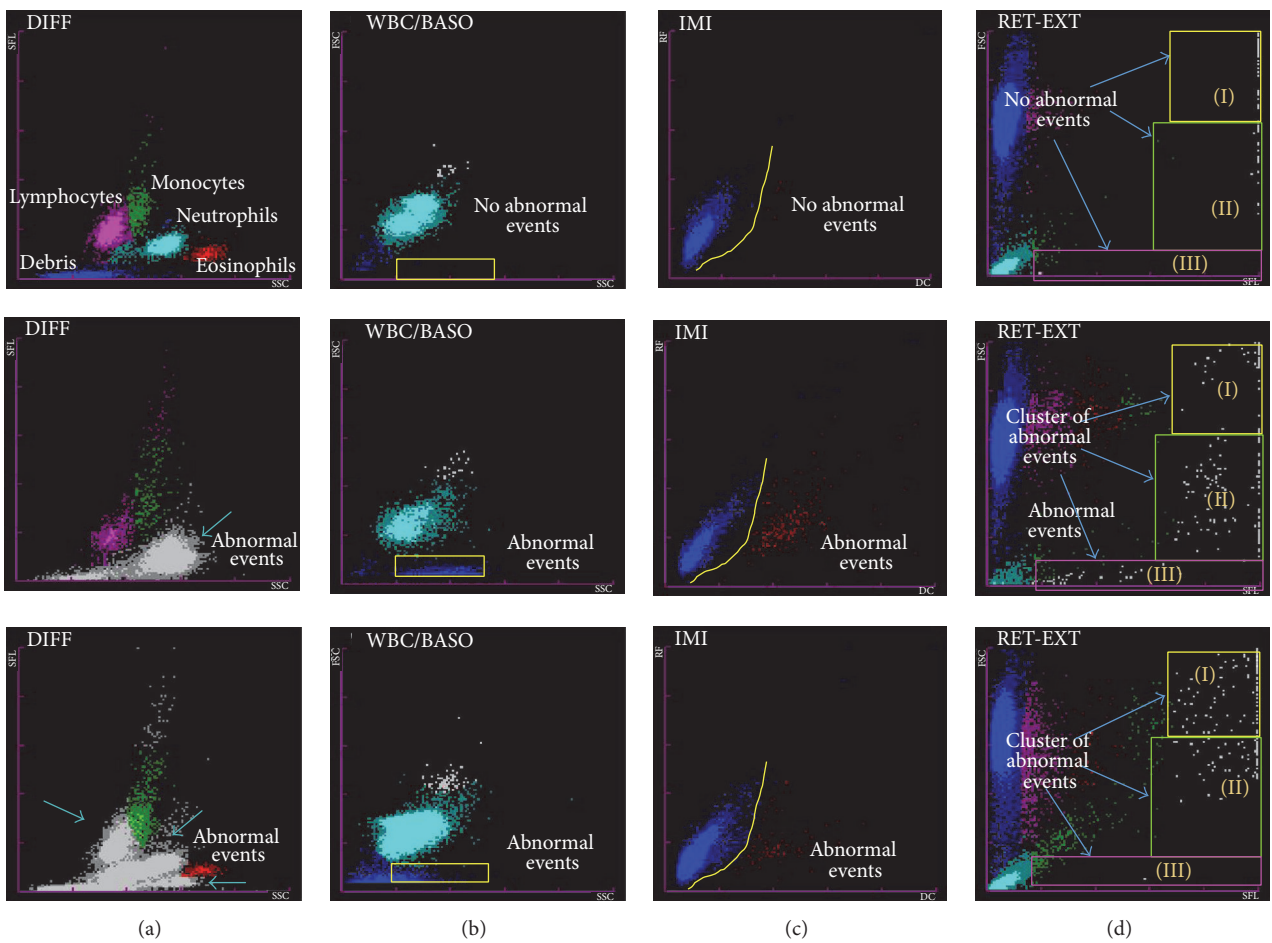 DIFF
SFL
Lymphocytes
Monocytes
Neutrophils
Debris
Eosinophils
SSC
WBC/BASO
FSC
No abnormal
events
SSC
IMI
RF
No abnormal
events
DC
RET-EXT
FSC
No abnormal
events
(I)
(II)
(III)
SFL
DIFF
SFL
Abnormal
events
SSC
WBC/BASO
FSC
Abnormal
events
SSC
IMI
RF
Abnormal
events
DC
RET-EXT
FSC
Cluster of
abnormal
events
Abnormal
events
(I)
(II)
(III)
SFL
DIFF
SFL
Abnormal
events
SSC
WBC/BASO
FSC
Abnormal
events
SSC
IMI
RF
Abnormal
events
DC
RET-EXT
FSC
Cluster of
abnormal
events
(I)
(II)
(III)
SFL
(a)
(b)
(c)
(d)